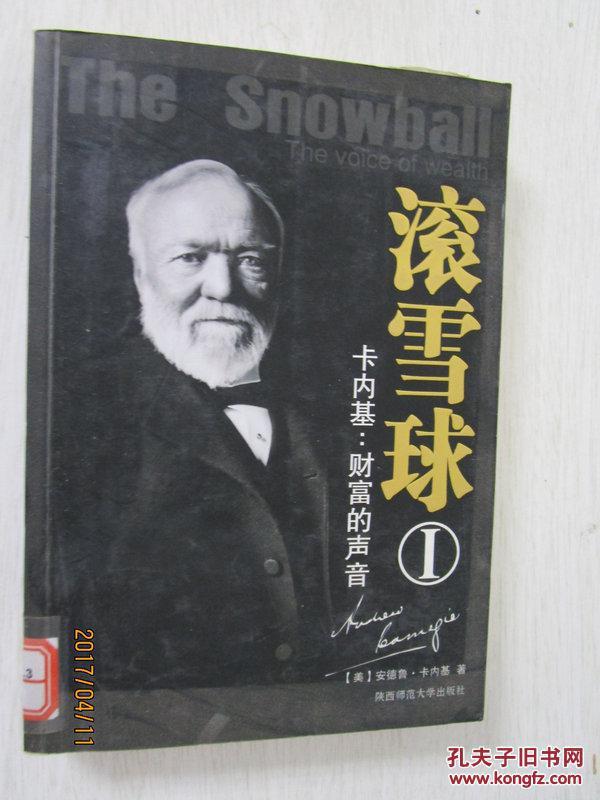 The Snowball
The voice of wealth
滚雪球
Ⅰ
卡内基:财富的声音
Andrew
Carnegie
【美】安德鲁·卡内基 著
陕西师范大学出版社
2017/04/11
孔夫子旧书网
www.kongfz.com